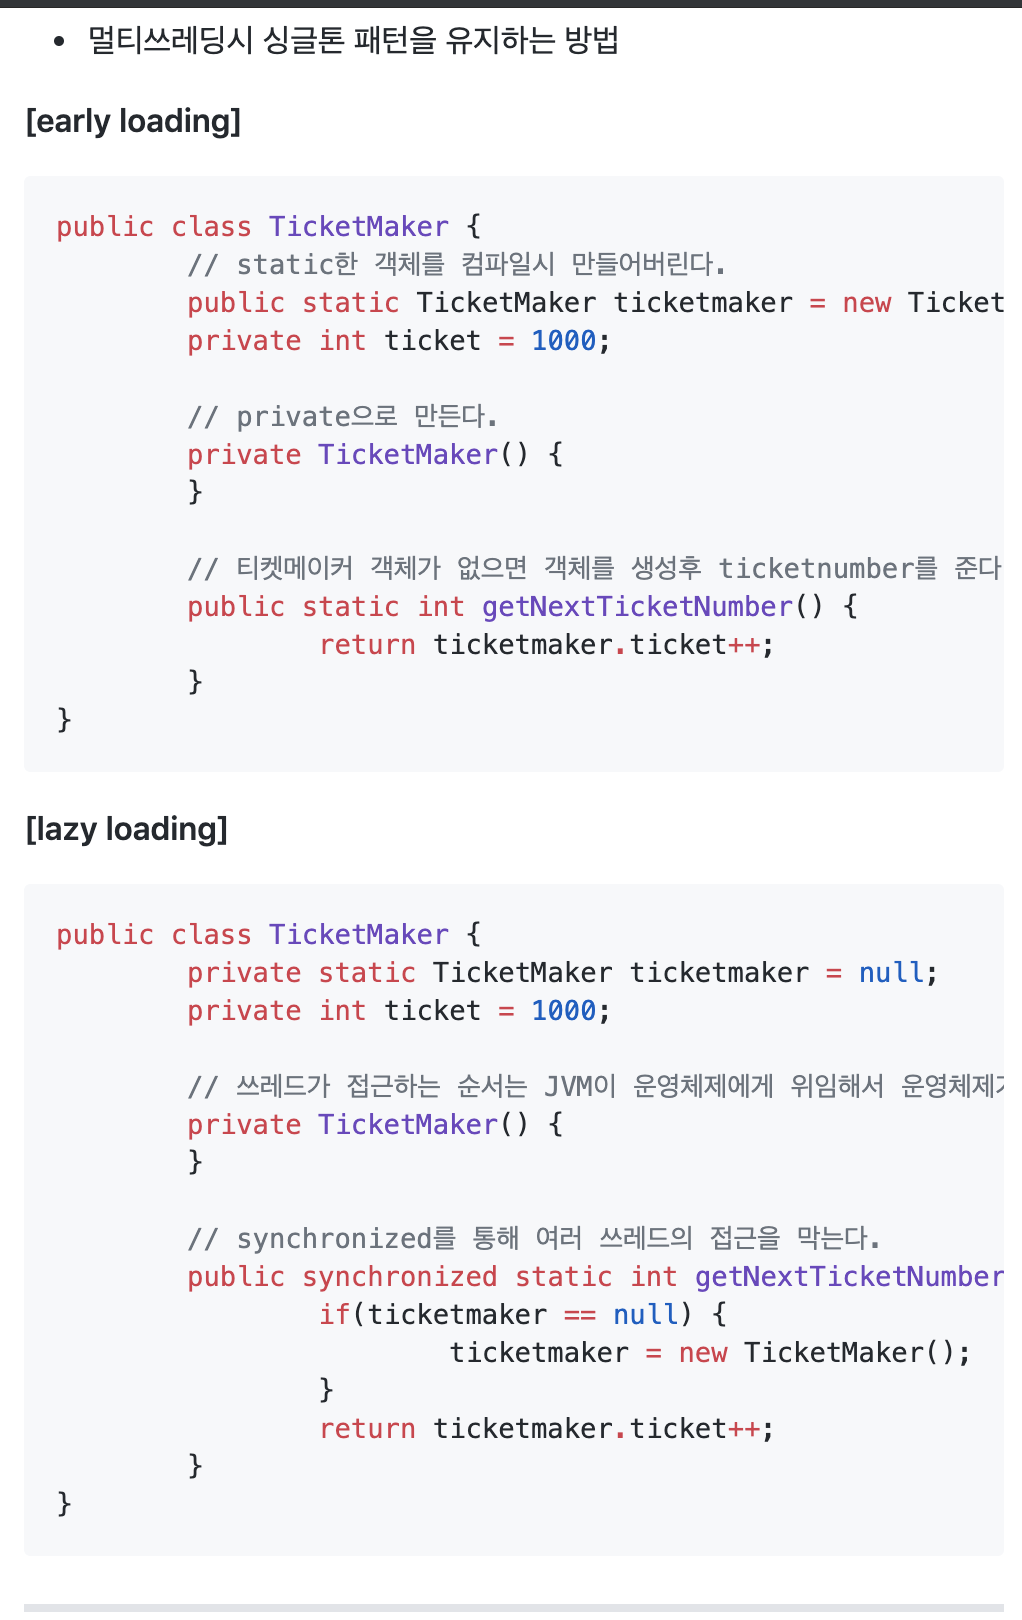 • 멀티쓰레딩시 싱글톤 패턴을 유지하는 방법
[early loading]
public class TicketMaker {
// static한 객체를 컴파일시 만들어버린다.
public static TicketMaker ticketmaker = new Ticket
private int ticket = 1000;
// private으로 만든다.
private TicketMaker() {
}
// 티켓메이커 객체가 없으면 객체를 생성후 ticketnumber를 준다
public static int getNextTicketNumber() {
return ticketmaker.ticket++;
}
}
[lazy loading]
public class TicketMaker {
private static TicketMaker ticketmaker = null;
private int ticket = 1000;
// 쓰레드가 접근하는 순서는 JVM이 운영체제에게 위임해서 운영체제가
private TicketMaker() {
}
// synchronized를 통해 여러 쓰레드의 접근을 막는다.
public synchronized static int getNextTicketNumber
if(ticketmaker == null) {
ticketmaker = new TicketMaker();
}
return ticketmaker.ticket++;
}
}